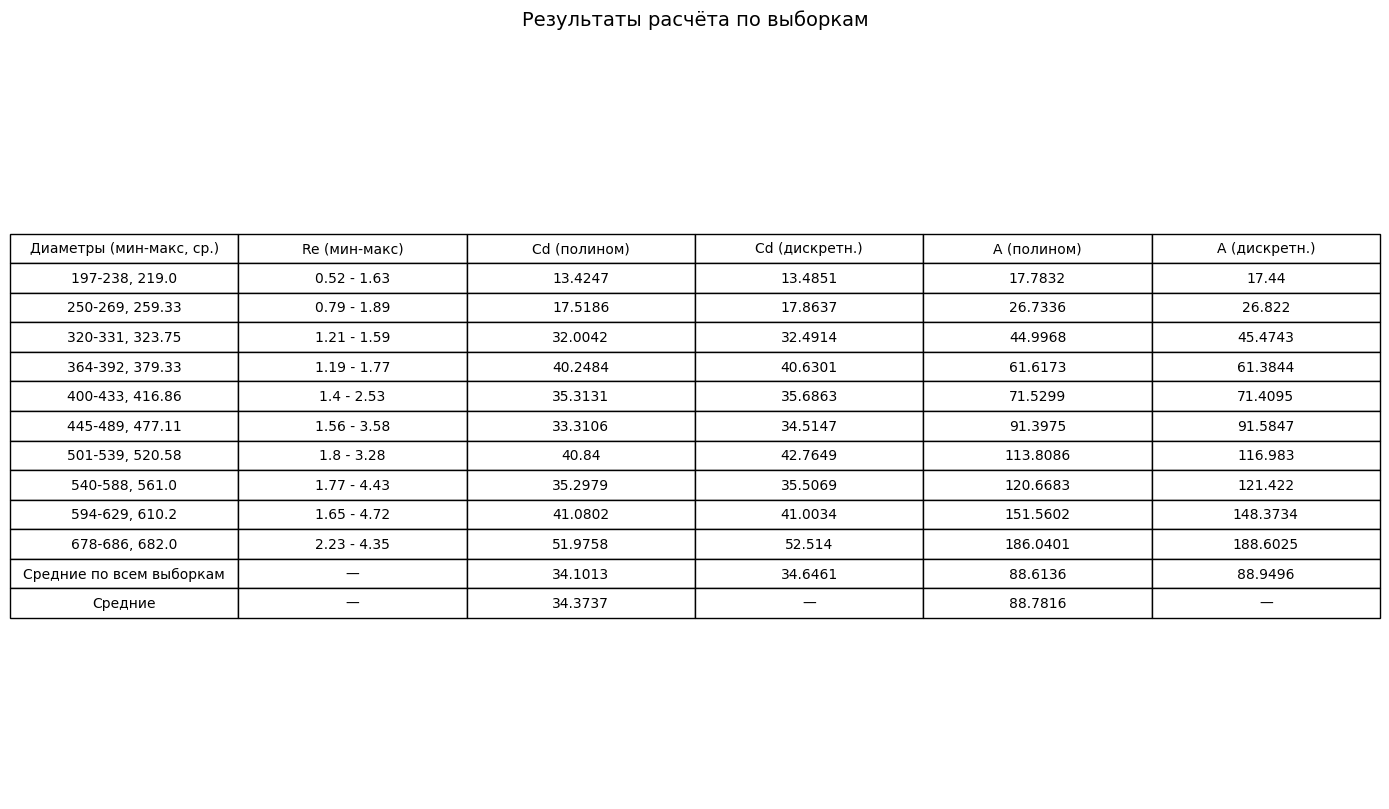 Результаты расчёта по выборкам
Диаметры (мин-макс, ср.) Re (мин-макс) Cd (полином) Cd (дискретн.) A (полином) A (дискретн.)
197-238, 219.0 0.52 - 1.63 13.4247 13.4851 17.7832 17.44
250-269, 259.33 0.79 - 1.89 17.5186 17.8637 26.7336 26.822
320-331, 323.75 1.21 - 1.59 32.0042 32.4914 44.9968 45.4743
364-392, 379.33 1.19 - 1.77 40.2484 40.6301 61.6173 61.3844
400-433, 416.86 1.4 - 2.53 35.3131 35.6863 71.5299 71.4095
445-489, 477.11 1.56 - 3.58 33.3106 34.5147 91.3975 91.5847
501-539, 520.58 1.8 - 3.28 40.84 42.7649 113.8086 116.983
540-588, 561.0 1.77 - 4.43 35.2979 35.5069 120.6683 121.422
594-629, 610.2 1.65 - 4.72 41.0802 41.0034 151.5602 148.3734
678-686, 682.0 2.23 - 4.35 51.9758 52.514 186.0401 188.6025
Средние по всем выборкам — 34.1013 34.6461 88.6136 88.9496
Средние — 34.3737 — 88.7816 —